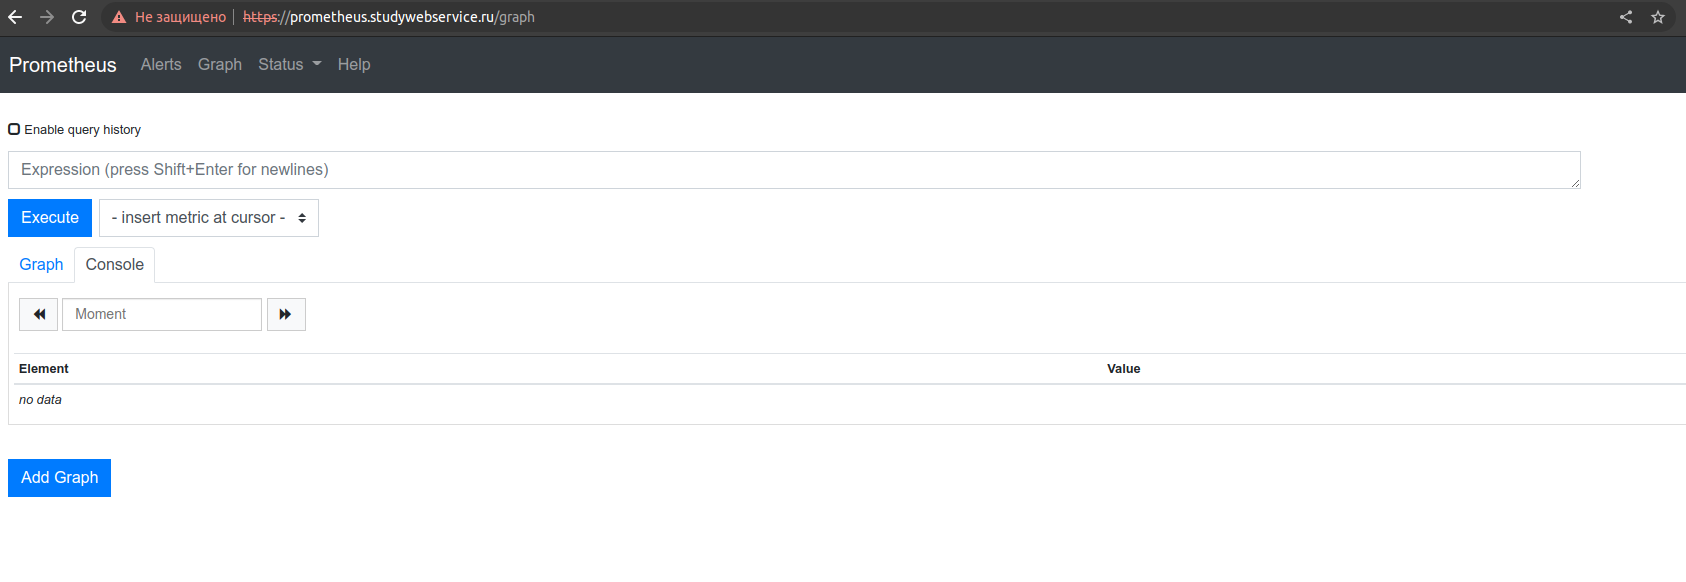 Не защищено https://prometheus.studywebservice.ru/graph
Prometheus Alerts Graph Status Help
Enable query history
Expression (press Shift+Enter for newlines)
Execute - insert metric at cursor -
Graph Console
Moment
Element Value
no data
Add Graph